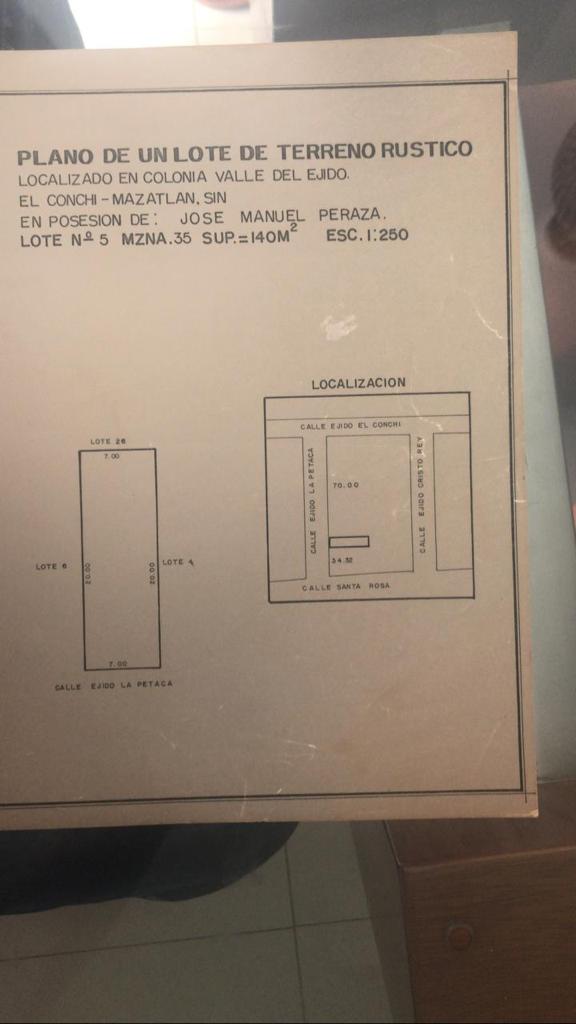 PLANO DE UN LOTE DE TERRENO RUSTICO
LOCALIZADO EN COLONIA VALLE DEL EJIDO.
EL CONCHI - MAZATLAN, SIN
EN POSESION DE: JOSE MANUEL PERAZA.
LOTE Nº 5 MZNA. 35 SUP.=140M² ESC. 1:250
LOCALIZACION
CALLE EJIDO EL CONCHI
CALLE EJIDO LA PETACA
70.00
CALLE EJIDO CRISTO REY
34.32
CALLE SANTA ROSA
LOTE 26
7.00
LOTE 6
20.00
20.00
LOTE 4
7.00
CALLE EJIDO LA PETACA